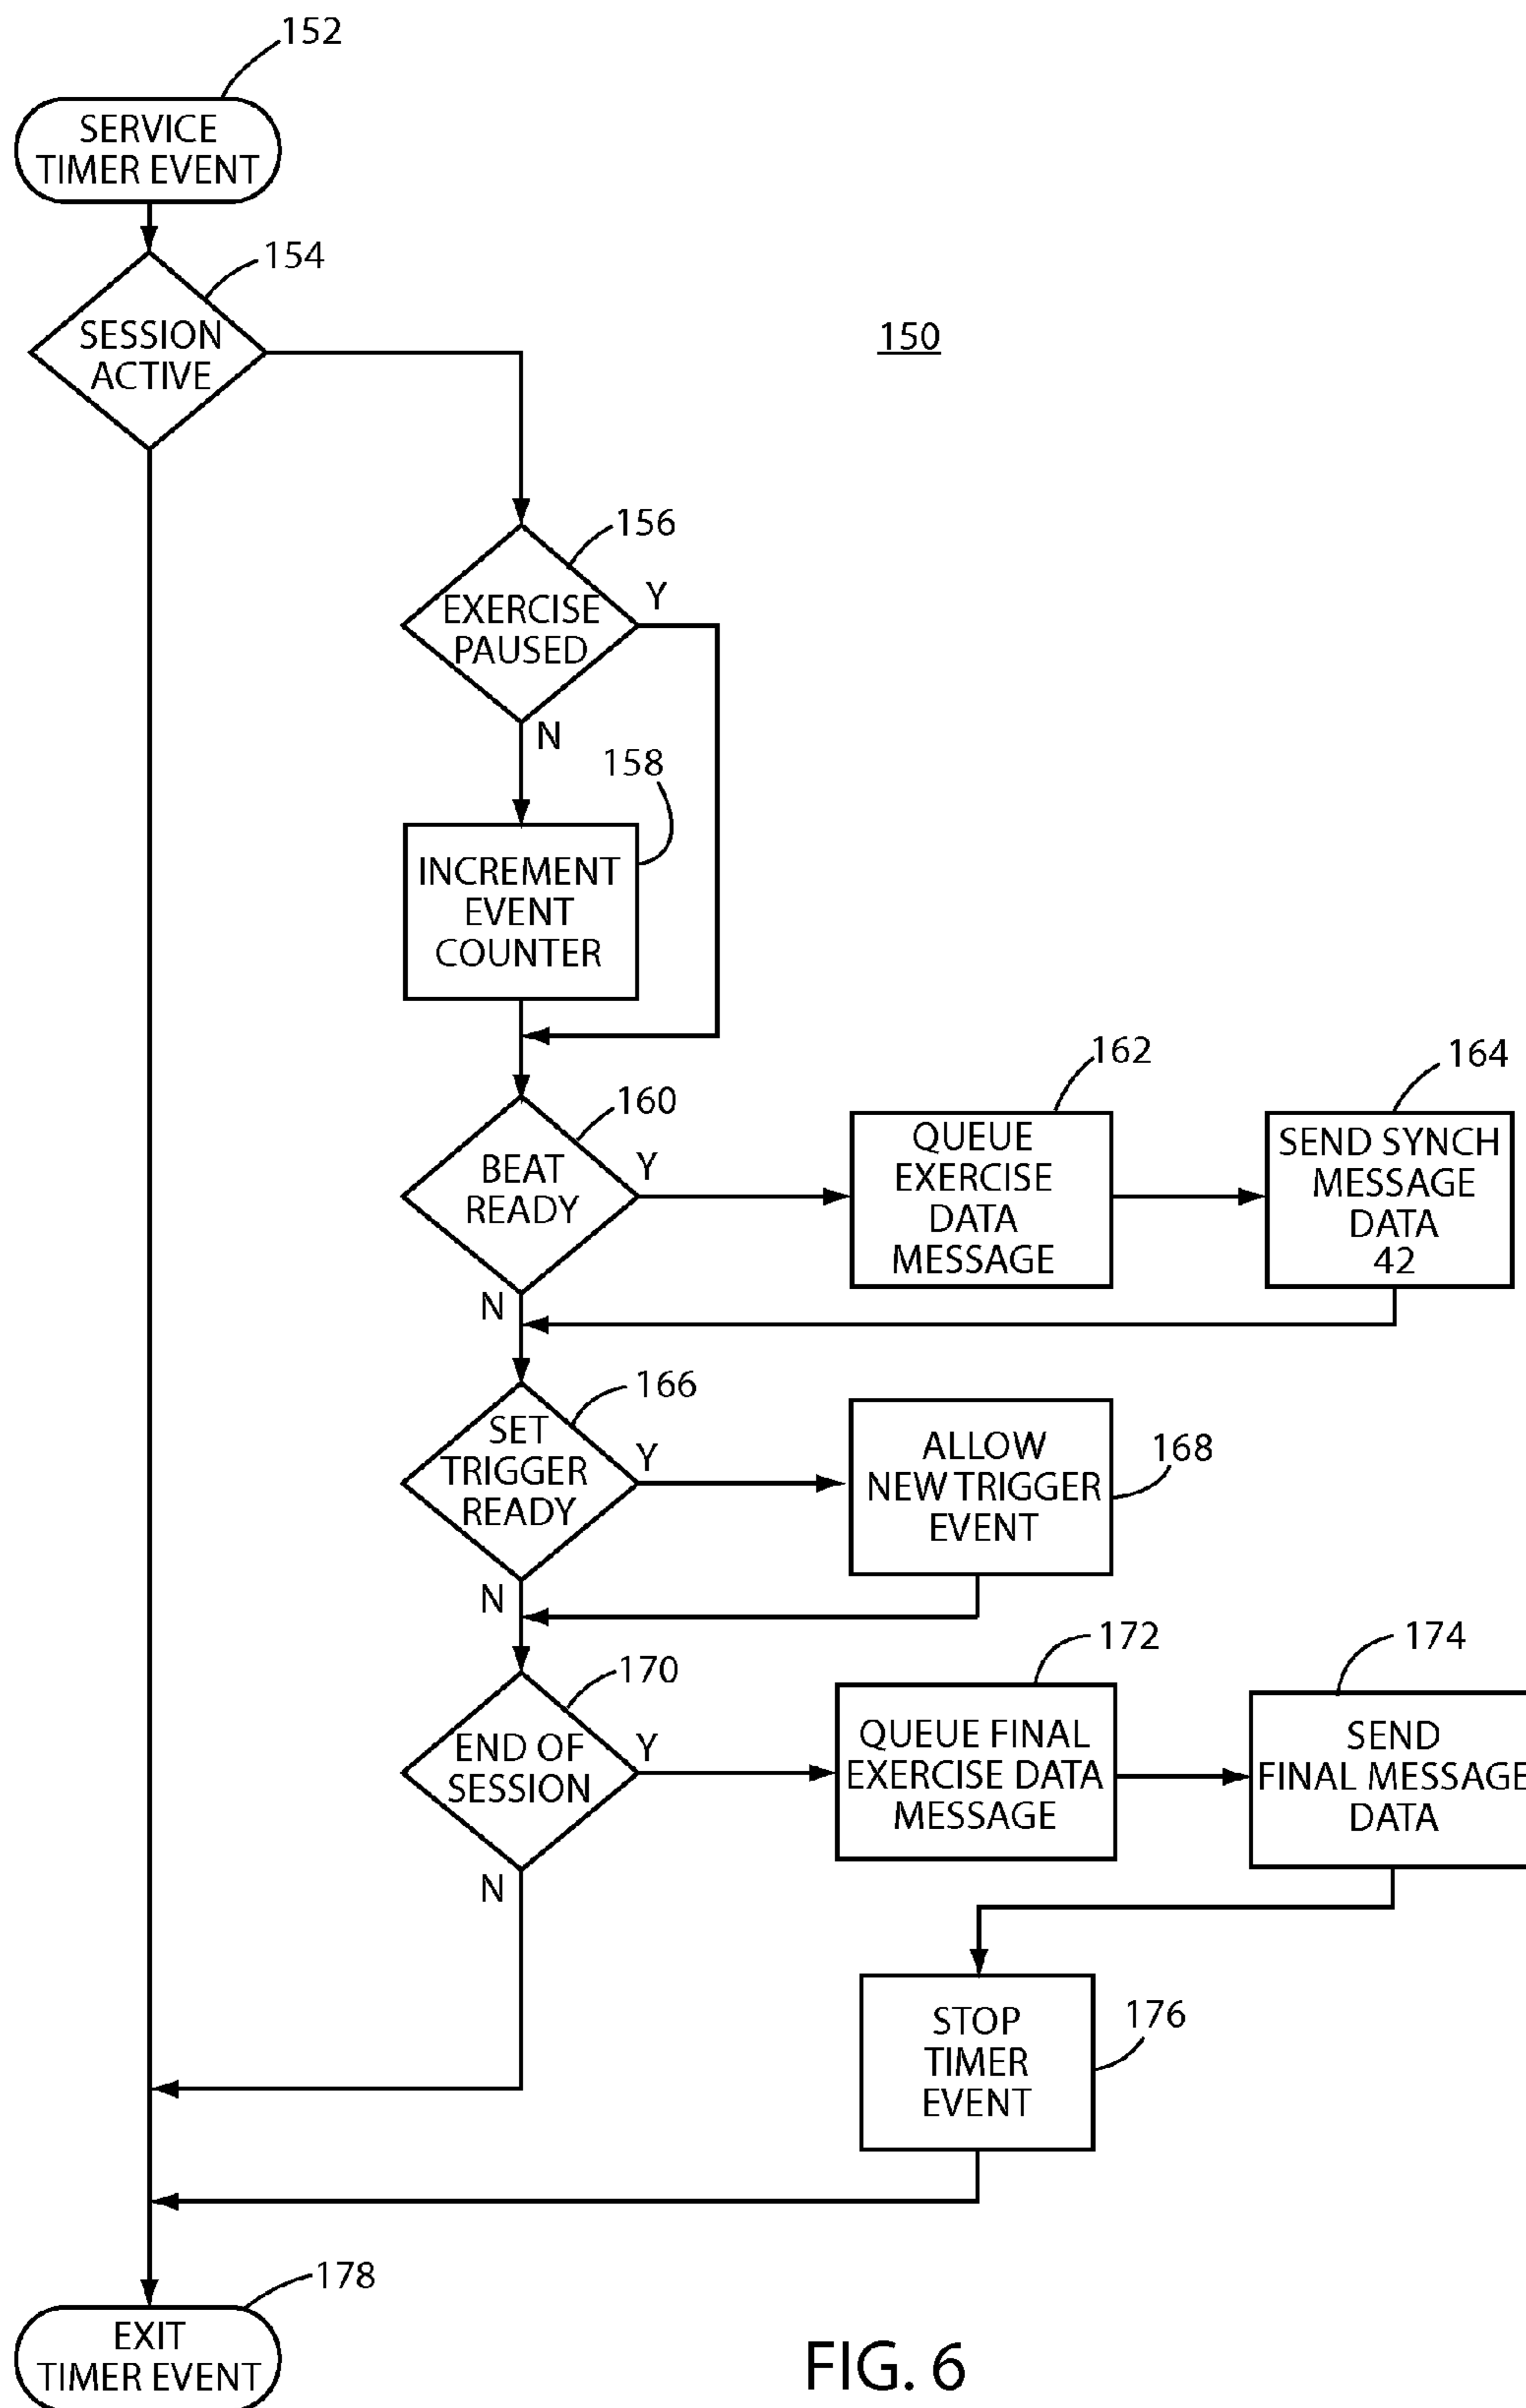 152
SERVICE
TIMER EVENT
154
SESSION
ACTIVE
150
156
EXERCISE
PAUSED
Y
N
158
INCREMENT
EVENT
COUNTER
160
BEAT
READY
Y
N
162
QUEUE
EXERCISE
DATA
MESSAGE
164
SEND SYNCH
MESSAGE
DATA
42
166
SET
TRIGGER
READY
Y
N
ALLOW
NEW TRIGGER
EVENT
168
170
END OF
SESSION
Y
N
172
QUEUE FINAL
EXERCISE DATA
MESSAGE
174
SEND
FINAL MESSAGE
DATA
STOP
TIMER
EVENT
176
178
EXIT
TIMER EVENT
FIG. 6